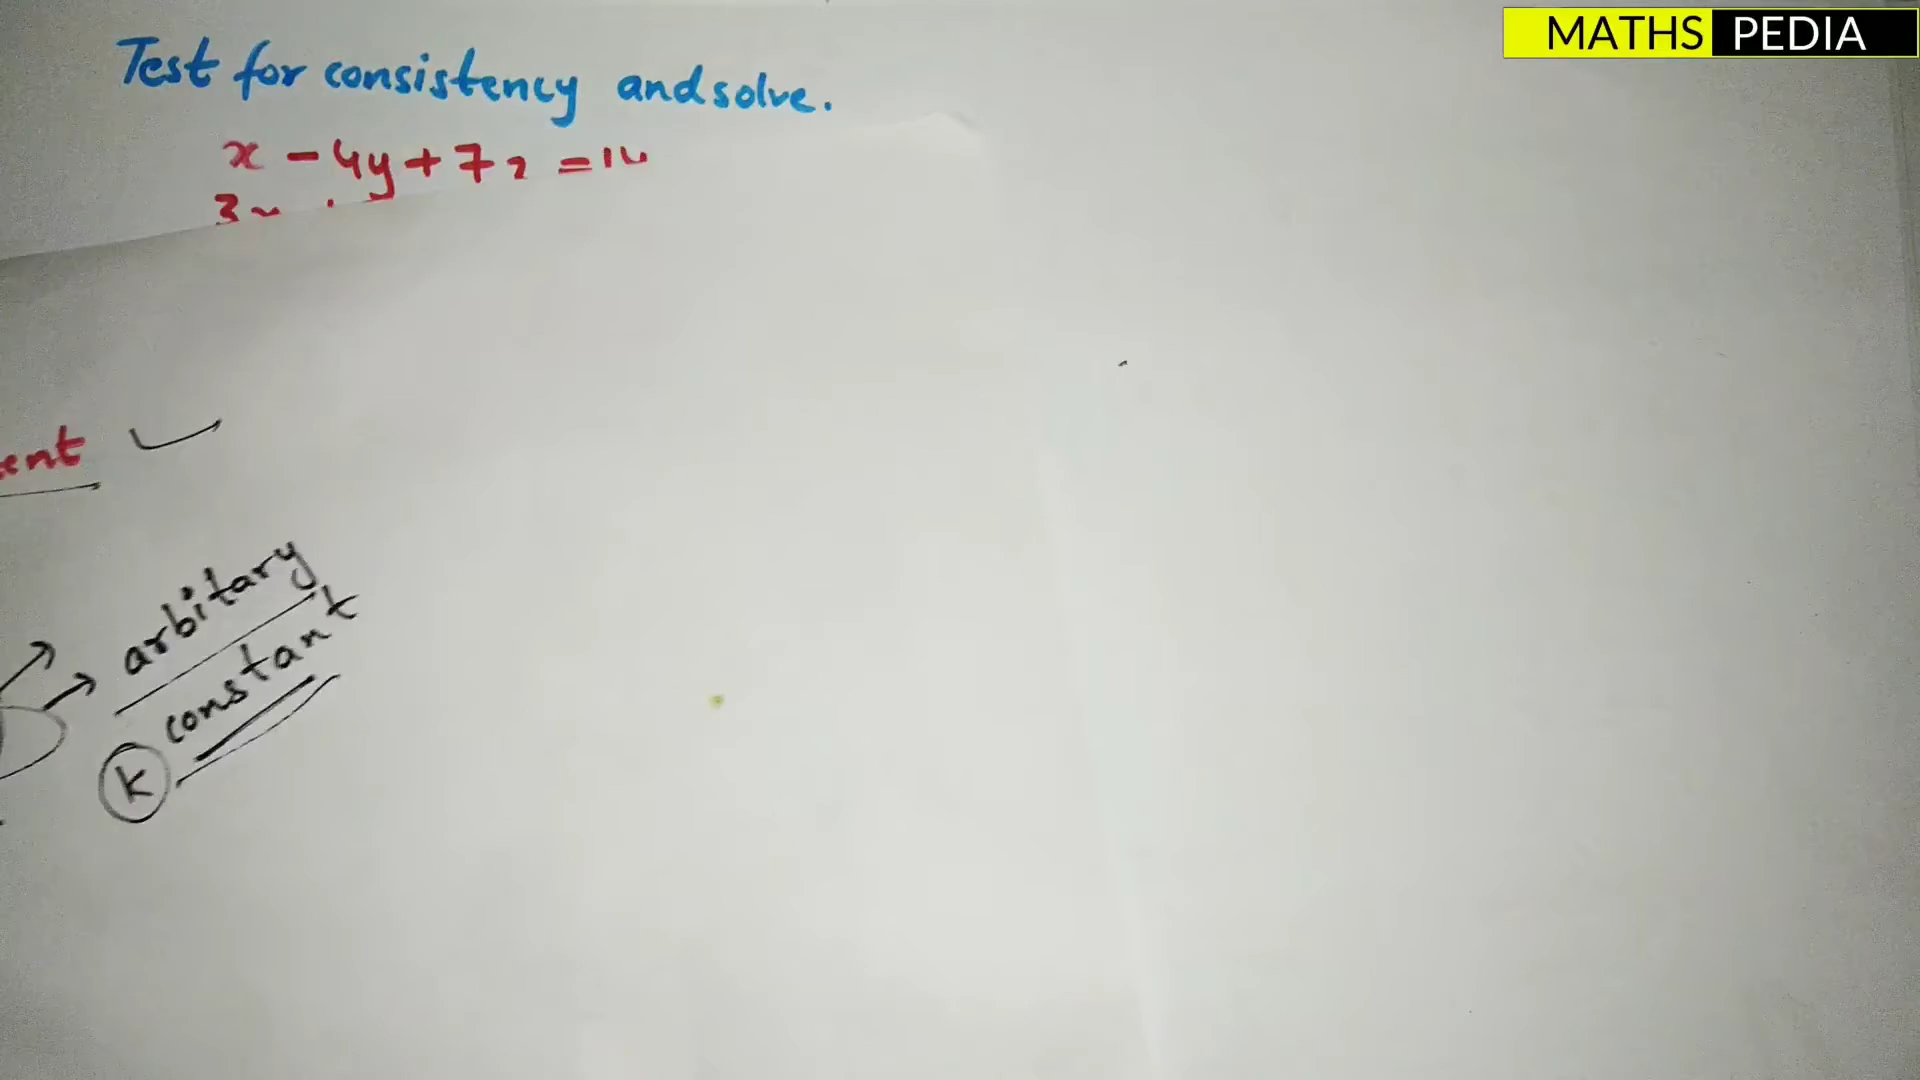 MATHS PEDIA
Test for consistency and solve.
x - 4y + 7z = 14
ent
arbitary
constant
k